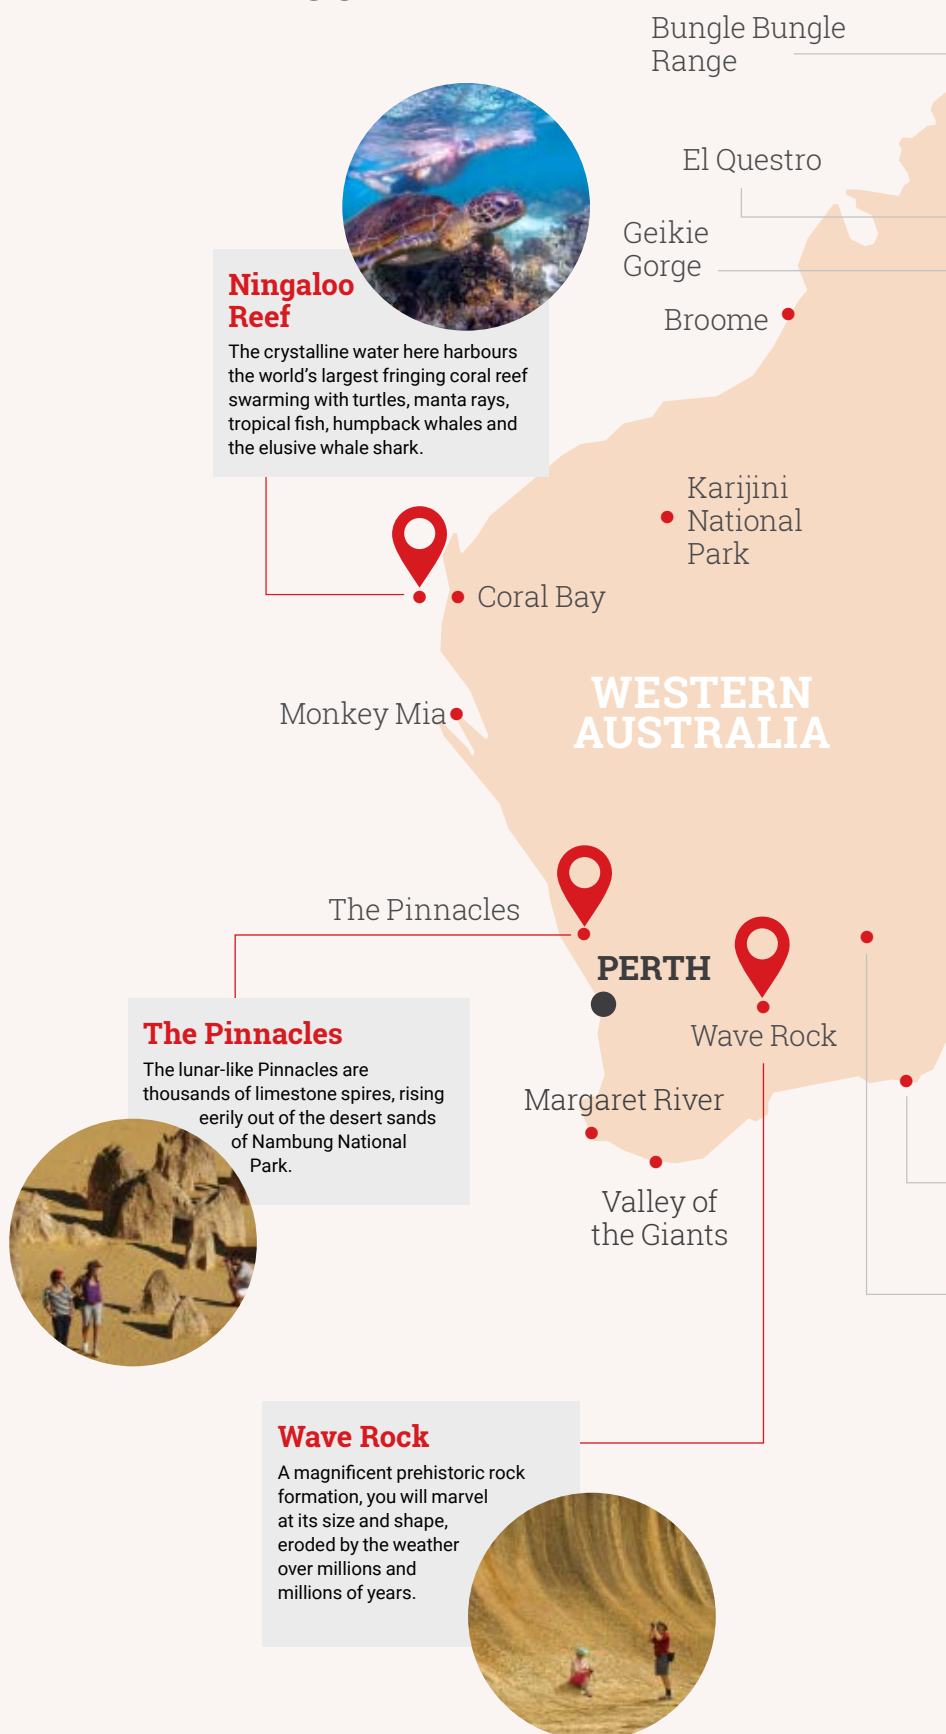 Bungle Bungle
Range
El Questro
Geikie
Gorge
Broome
Ningaloo
Reef
The crystalline water here harbours
the world's largest fringing coral reef
swarming with turtles, manta rays,
tropical fish, humpback whales and
the elusive whale shark.
Karijini
National
Park
Coral Bay
WESTERN
AUSTRALIA
Monkey Mia
The Pinnacles
PERTH
Wave Rock
The Pinnacles
The lunar-like Pinnacles are
thousands of limestone spires, rising
eerily out of the desert sands
of Nambung National
Park.
Margaret River
Valley of
the Giants
Wave Rock
A magnificent prehistoric rock
formation, you will marvel
at its size and shape,
eroded by the weather
over millions and
millions of years.